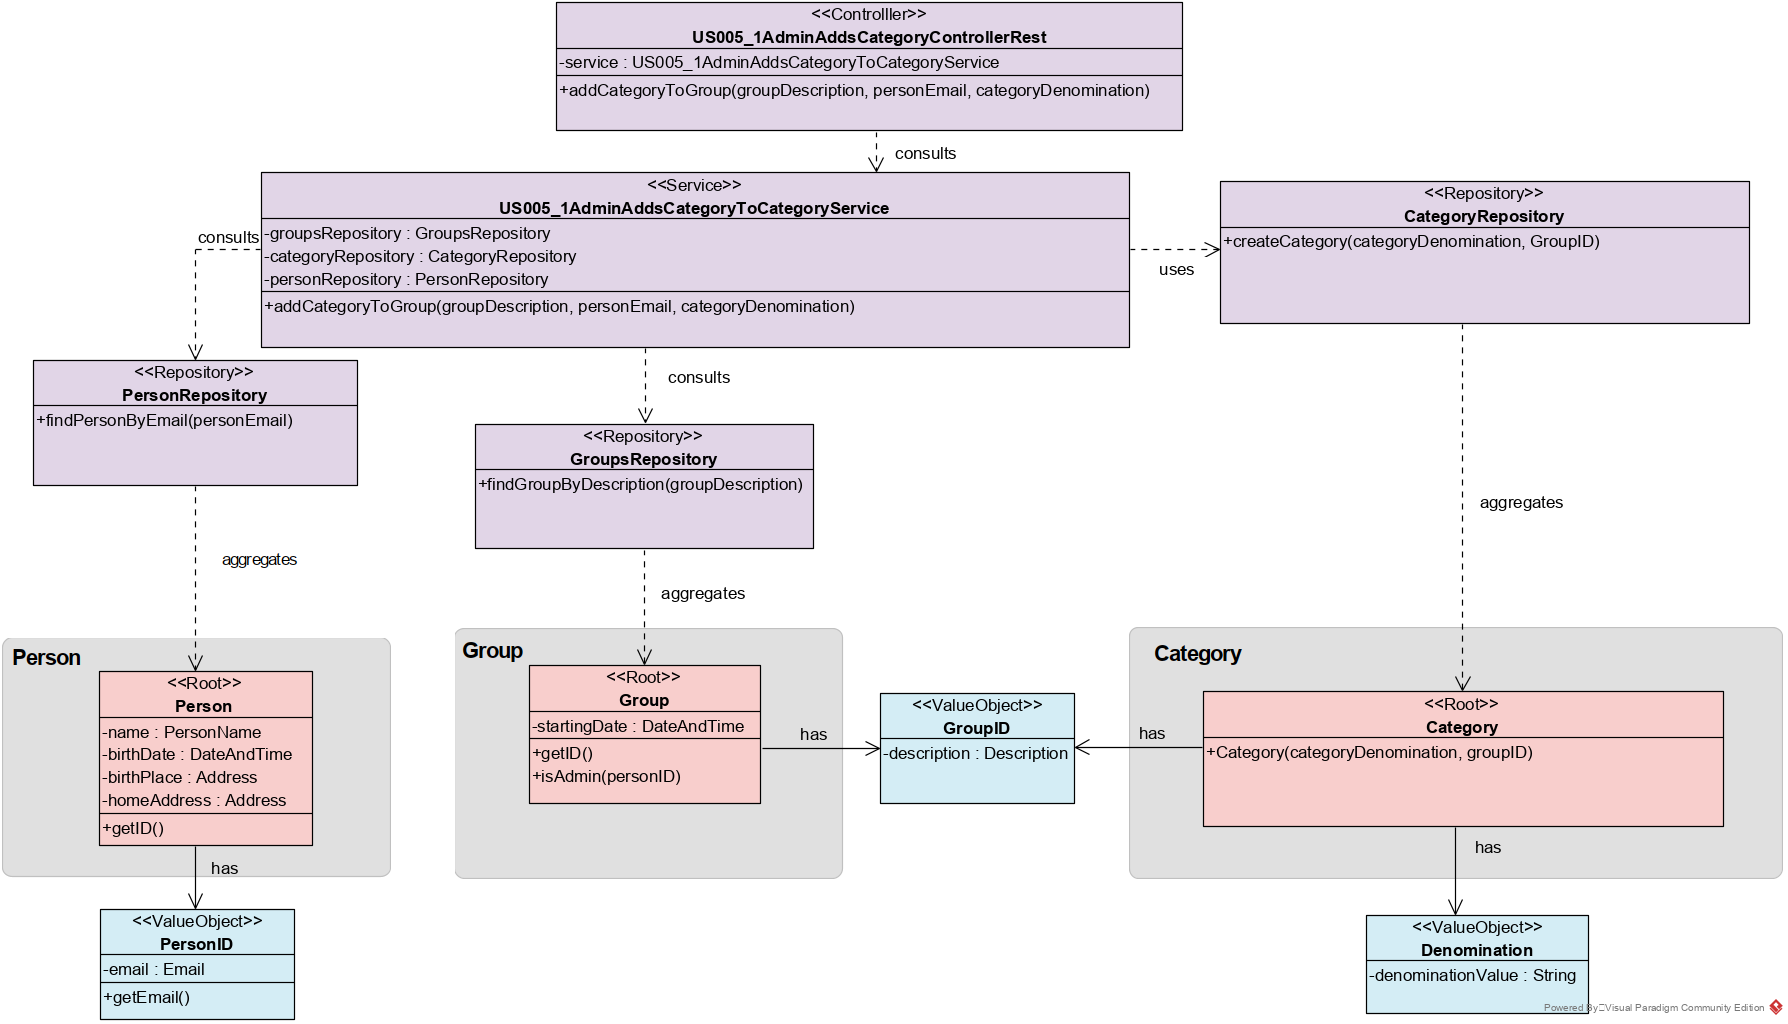 <<Controlller>>
US005_1AdminAddsCategoryControllerRest
-service : US005_1AdminAddsCategoryToCategoryService
+addCategoryToGroup(groupDescription, personEmail, categoryDenomination)
consults
<<Service>>
US005_1AdminAddsCategoryToCategoryService
-groupsRepository : GroupsRepository
-categoryRepository : CategoryRepository
-personRepository : PersonRepository
+addCategoryToGroup(groupDescription, personEmail, categoryDenomination)
consults
uses
<<Repository>>
CategoryRepository
+createCategory(categoryDenomination, GroupID)
<<Repository>>
PersonRepository
+findPersonByEmail(personEmail)
consults
<<Repository>>
GroupsRepository
+findGroupByDescription(groupDescription)
aggregates
aggregates
aggregates
Person
<<Root>>
Person
-name : PersonName
-birthDate : DateAndTime
-birthPlace : Address
-homeAddress : Address
+getID()
has
<<ValueObject>>
PersonID
-email : Email
+getEmail()
Group
<<Root>>
Group
-startingDate : DateAndTime
+getID()
+isAdmin(personID)
has
<<ValueObject>>
GroupID
-description : Description
has
Category
<<Root>>
Category
+Category(categoryDenomination, groupID)
has
<<ValueObject>>
Denomination
-denominationValue : String
Powered By Visual Paradigm Community Edition